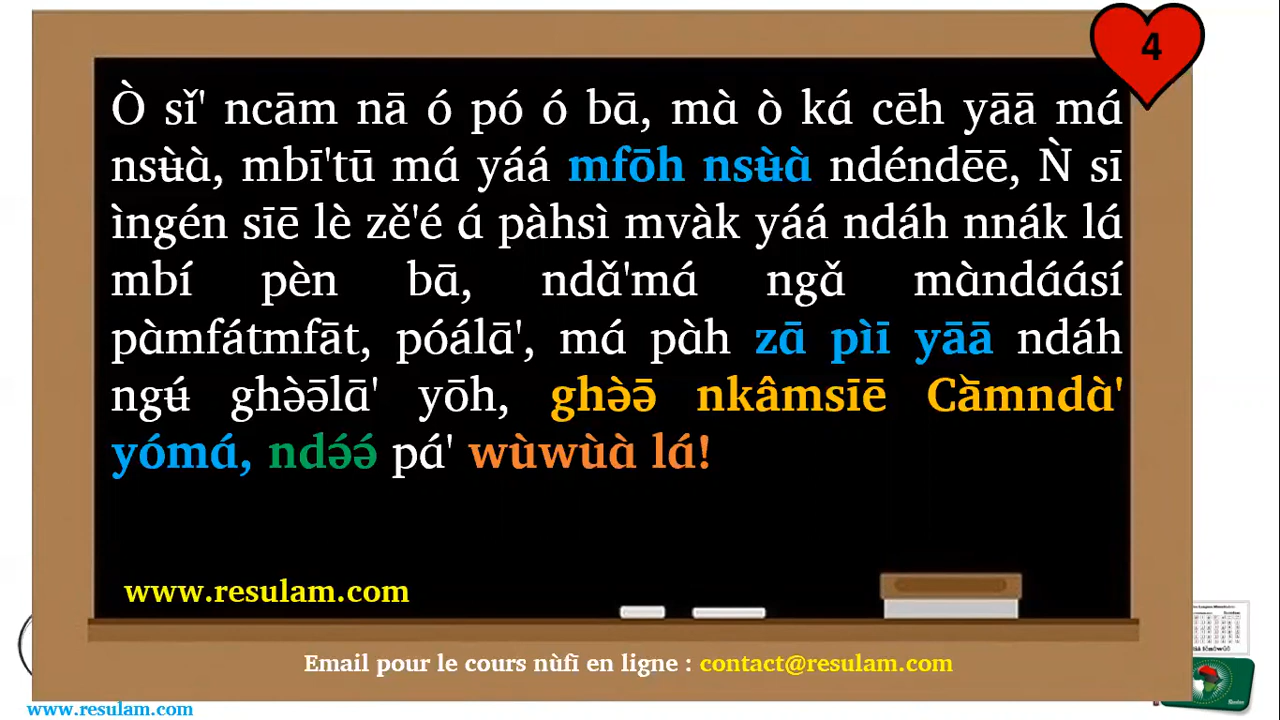 4
Ò sǐ' ncām nā ó pó ó bā, mà ò ká cēh yāā má
nsʉ̀à, mbī'tū má yáá mfōh nsʉ̀à ndéndēē, Ǹ sī
ìngén sīē lè zě'é á pàhsì mvàk yáá ndáh nnák lá
mbí pèn bā, ndǎ'má ngǎ màndáásí
pàmfátmfāt, póálā', má pàh zā pìī yāā ndáh
ngʉ́ ghə̀ə̄lā' yōh, ghə̀ə̄ nkâmsīē Cȁmndà'
yómá, ndə́ə́ pá' wùwùà lá!
www.resulam.com
Email pour le cours nùfī en ligne : contact@resulam.com
www.resulam.com